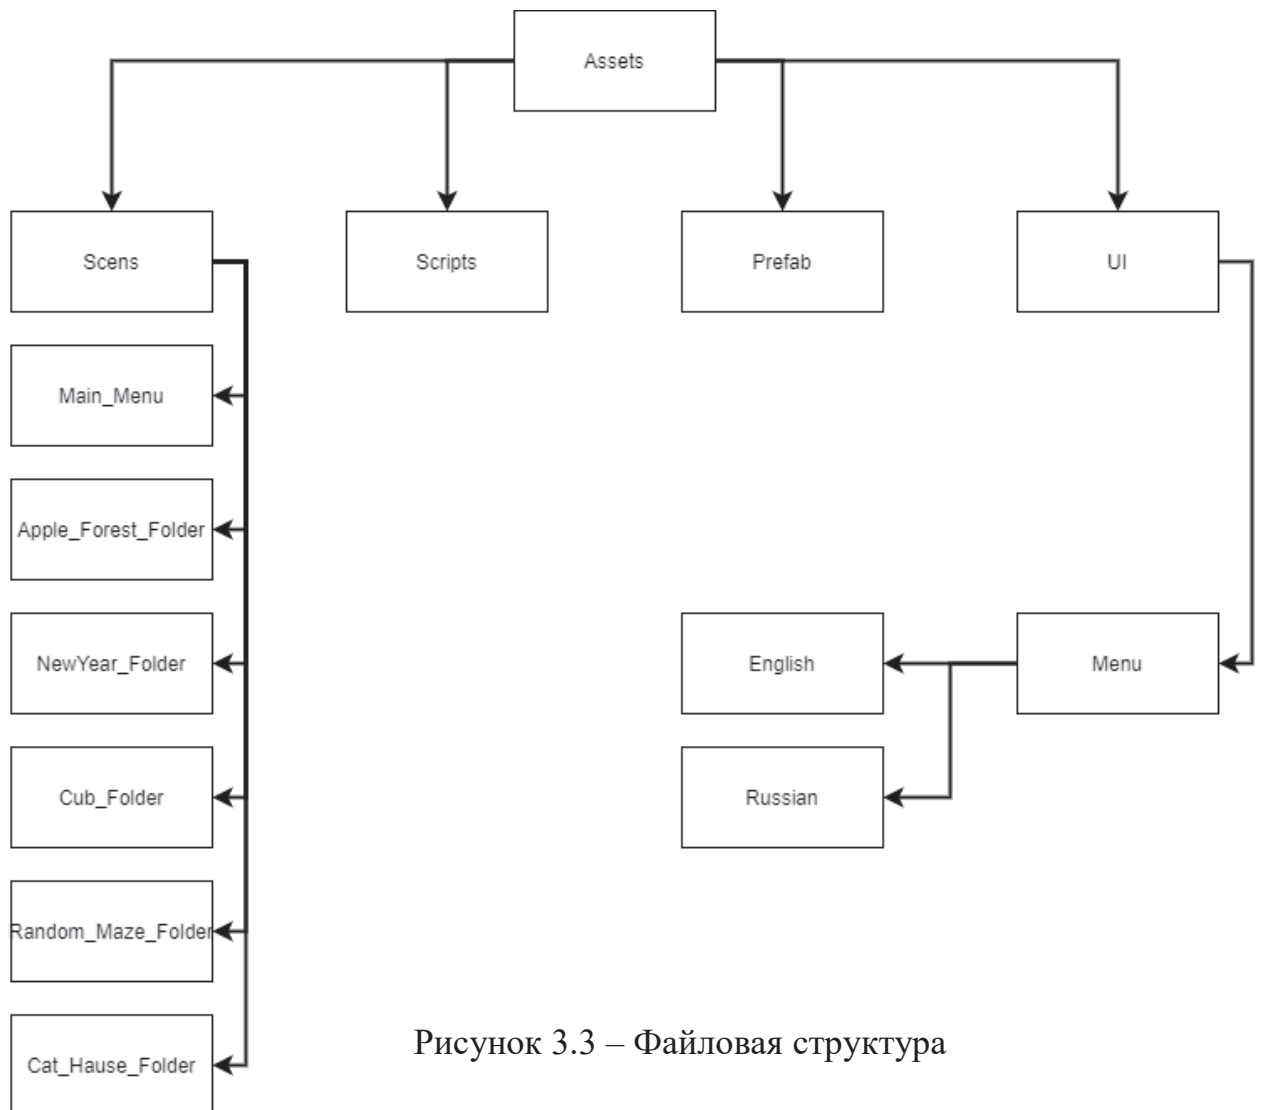 Assets
Scens
Scripts
Prefab
UI
Main_Menu
Apple_Forest_Folder
NewYear_Folder
English
Menu
Cub_Folder
Russian
Random_Maze_Folder
Cat_Hause_Folder
Рисунок 3.3 – Файловая структура